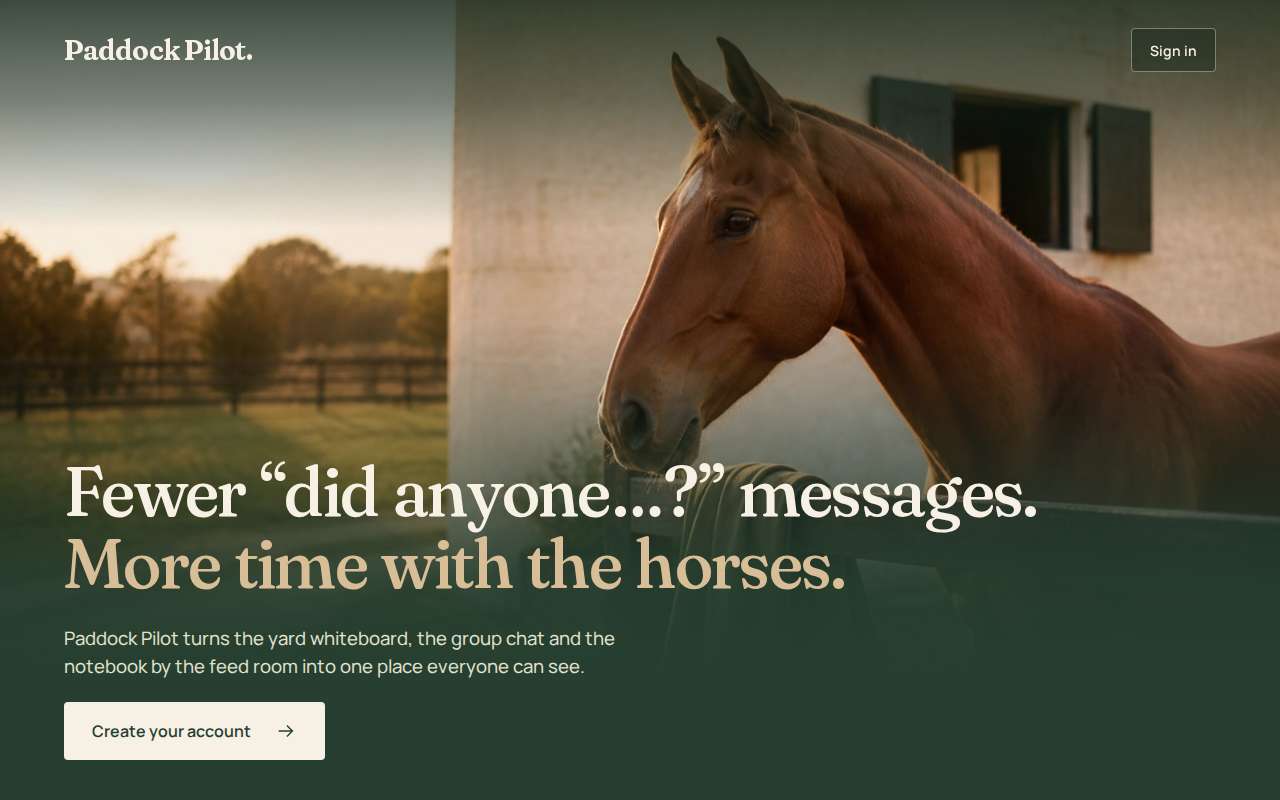 Paddock Pilot.
Sign in
Fewer “did anyone…?” messages.
More time with the horses.
Paddock Pilot turns the yard whiteboard, the group chat and the
notebook by the feed room into one place everyone can see.
Create your account →